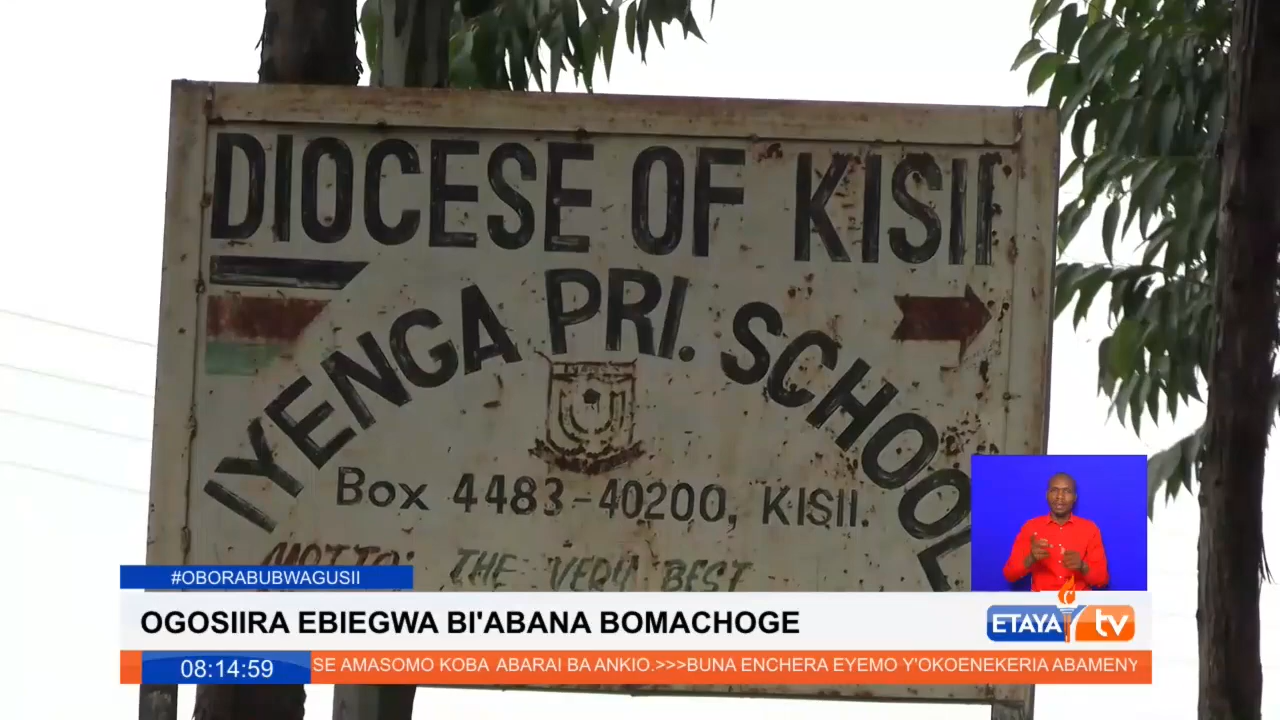 DIOCESE OF KISII
IYENGA PRI. SCHOOL
Box 4483-40200, KISII.
MOTTO: THE VERY BEST
#OBORABUBWAGUSII
OGOSIIRA EBIEGWA BI'ABANA BOMACHOGE
ETAYA tv
08:14:59
SE AMASOMO KOBA ABARAI BA ANKIO.>>>BUNA ENCHERA EYEMO Y'OKOENEKERIA ABAMENY